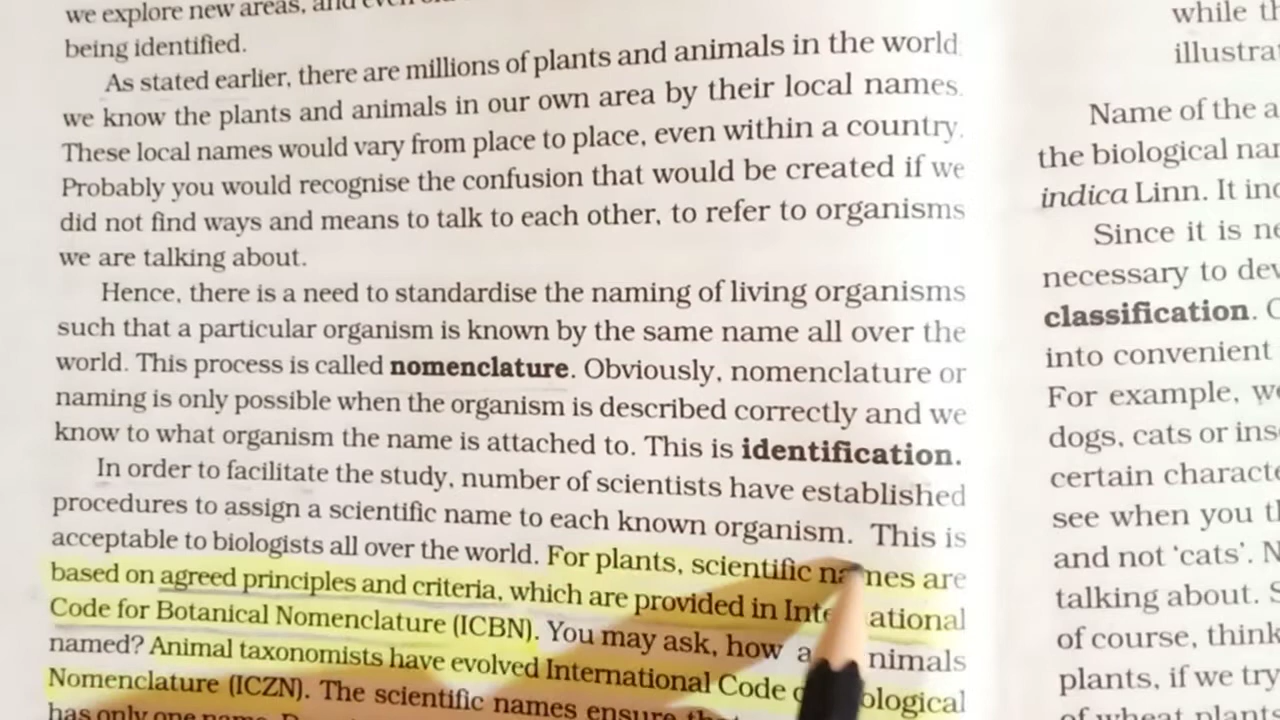 we explore new areas, and
being identified.
As stated earlier, there are millions of plants and animals in the world
we know the plants and animals in our own area by their local names.
These local names would vary from place to place, even within a country.
Probably you would recognise the confusion that would be created if we
did not find ways and means to talk to each other, to refer to organisms
we are talking about.
Hence, there is a need to standardise the naming of living organisms
such that a particular organism is known by the same name all over the
world. This process is called nomenclature. Obviously, nomenclature or
naming is only possible when the organism is described correctly and we
know to what organism the name is attached to. This is identification.
In order to facilitate the study, number of scientists have established
procedures to assign a scientific name to each known organism. This is
acceptable to biologists all over the world. For plants, scientific names are
based on agreed principles and criteria, which are provided in Inte ational
Code for Botanical Nomenclature (ICBN). You may ask, how a nimals
named? Animal taxonomists have evolved International Code ological
Nomenclature (ICZN). The scientific names ensure
has only one name.
while
illustra
Name of the a
the biological
indica Linn. It
Since it is
necessary to
classification.
into convenient
For example,
dogs, cats or
certain
see when you
and not 'cats'.
talking about.
of course, think
plants, if we try
of wheat plants